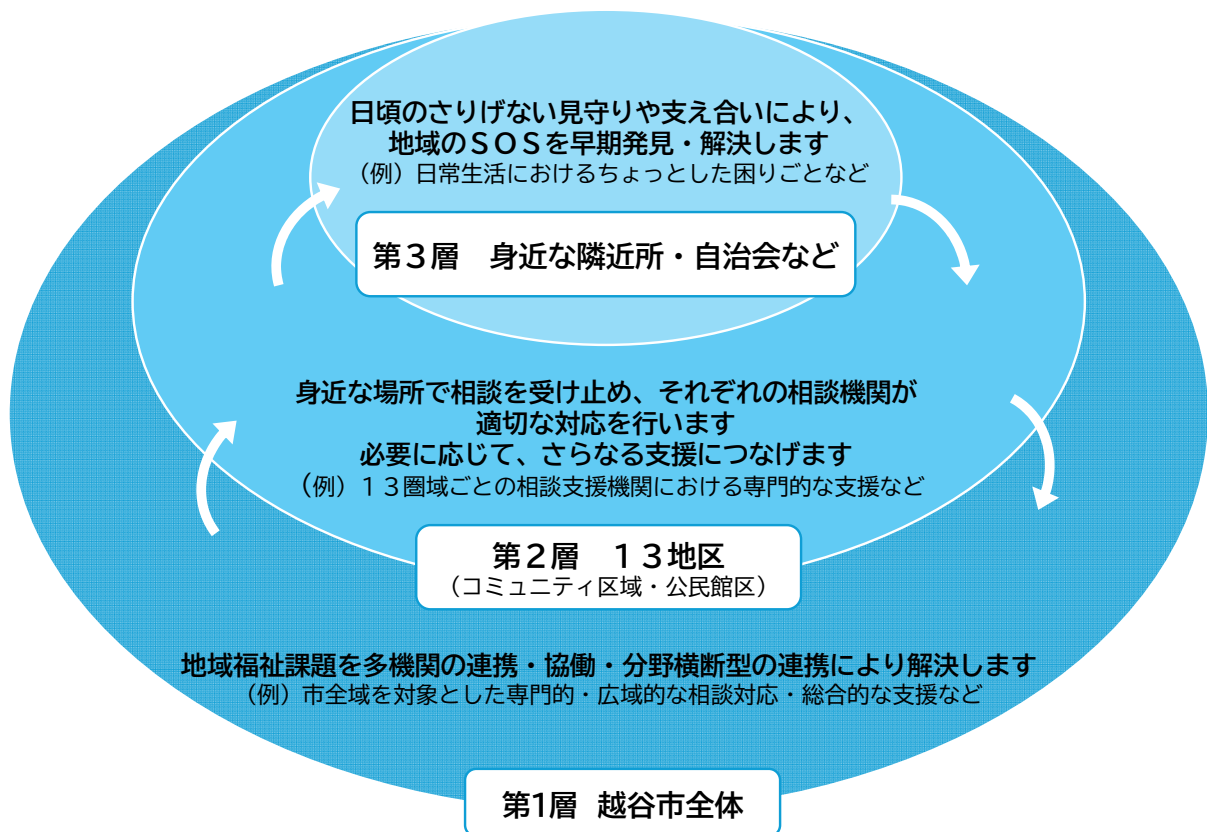 日頃のさりげない見守りや支え合いにより、
地域のＳＯＳを早期発見・解決します
（例）日常生活におけるちょっとした困りごとなど
第３層　身近な隣近所・自治会など
身近な場所で相談を受け止め、それぞれの相談機関が
適切な対応を行います
必要に応じて、さらなる支援につなげます
（例）１３圏域ごとの相談支援機関における専門的な支援など
第２層　１３地区
（コミュニティ区域・公民館区）
地域福祉課題を多機関の連携・協働・分野横断型の連携により解決します
（例）市全域を対象とした専門的・広域的な相談対応・総合的な支援など
第1層 越谷市全体